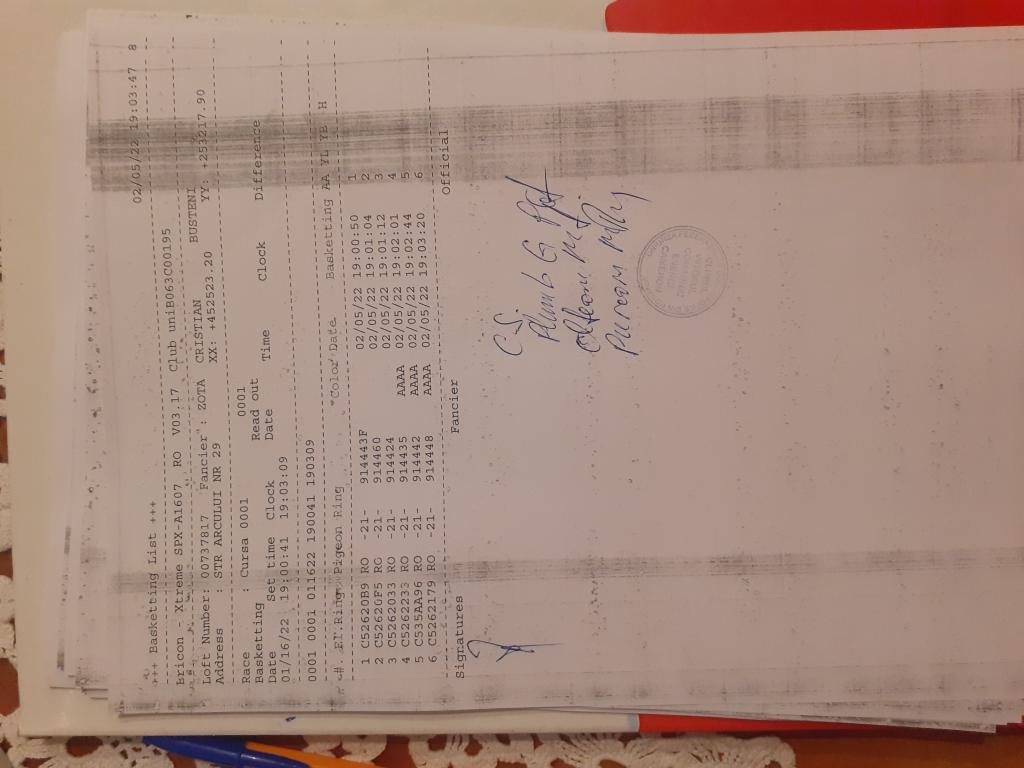 02/05/22 19:03:47 8
+++ Basketting List +++
Bricon - Xtreme SPX-A1607 RO V03.17 Club uniB063C00195
Loft Number: 00737817 Fancier": ZOTA CRISTIAN BUSTENI
Address : STR ARCULUI NR 29 XX: +452523.20 YY: +253217.90
Race : Cursa 0001 0001
Basketting Read out
Date Set time Clock Date Time Clock Difference
01/16/22 19:00:41 19:03:09
0001 0001 011622 190041 190309
#. El.Ring Pigeon Ring "Color Date Basketting AA YL YB H
1 C52620B9 RO -21- 914443F 02/05/22 19:00:50 1
2 C52620F5 RO -21- 914460 02/05/22 19:01:04 2
3 C5262033 RO -21- 914424 02/05/22 19:01:12 3
4 C5262233 RO -21- 914435 AAAA 02/05/22 19:02:01 4
5 C535AA96 RO -21- 914442 AAAA 02/05/22 19:02:44 5
6 C5262179 RO -21- 914448 AAAA 02/05/22 19:03:20 6
Signatures Fancier Official
C.S.